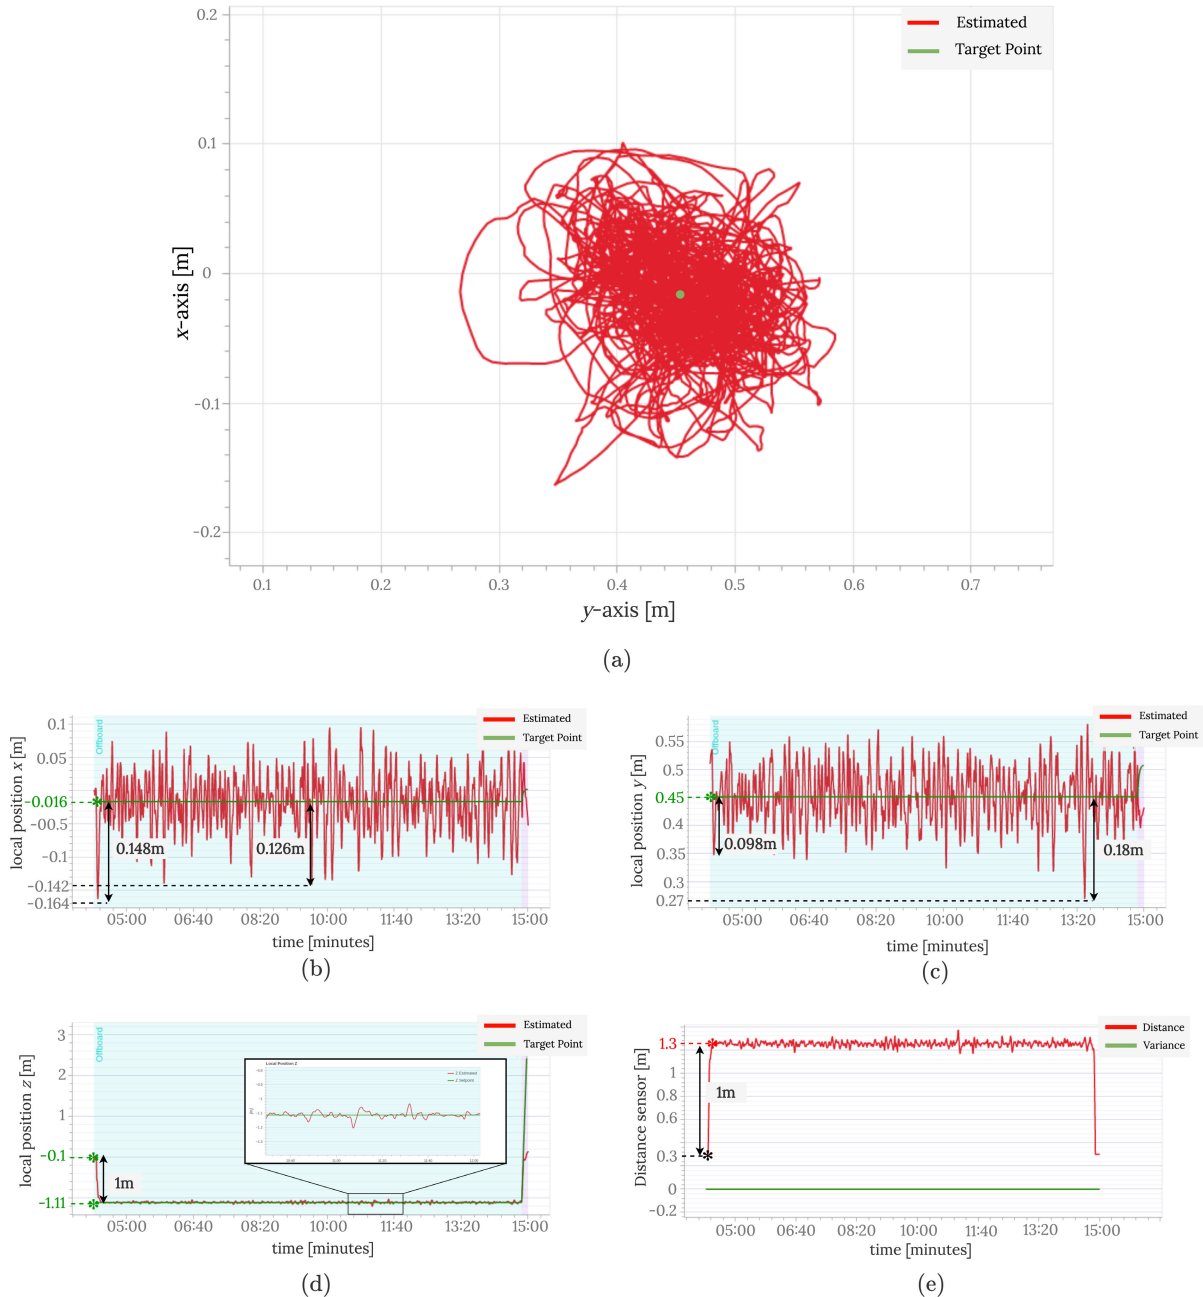 0.2
0.1
0
−0.1
−0.2
x-axis [m]
0.1 0.2 0.3 0.4 0.5 0.6 0.7
y-axis [m]
Estimated
Target Point
(a)
Offboard
Estimated
Target Point
local position x [m]
0.1
0.05
−0.016
−0.5
−0.1
−0.142
−0.164
0.148m
0.126m
05:00 06:40 08:20 10:00 11:40 13:20 15:00
time [minutes]
(b)
Offboard
Estimated
Target Point
local position y [m]
0.55
0.5
0.45
0.4
0.35
0.3
0.27
0.098m
0.18m
05:00 06:40 08:20 10:00 11:40 13:20 15:00
time [minutes]
(c)
Offboard
Estimated
Target Point
local position z [m]
3
2
1
−0.1
−1.11
1m
Local Position Z
Z Estimated
Z Setpoint
05:00 06:40 08:20 10:00 11:40 13:20 15:00
time [minutes]
(d)
Distance
Variance
Distance sensor [m]
1.3
1
0.8
0.6
0.3
0
−0.2
1m
05:00 06:40 08:20 10:00 11:40 13:20 15:00
time [minutes]
(e)